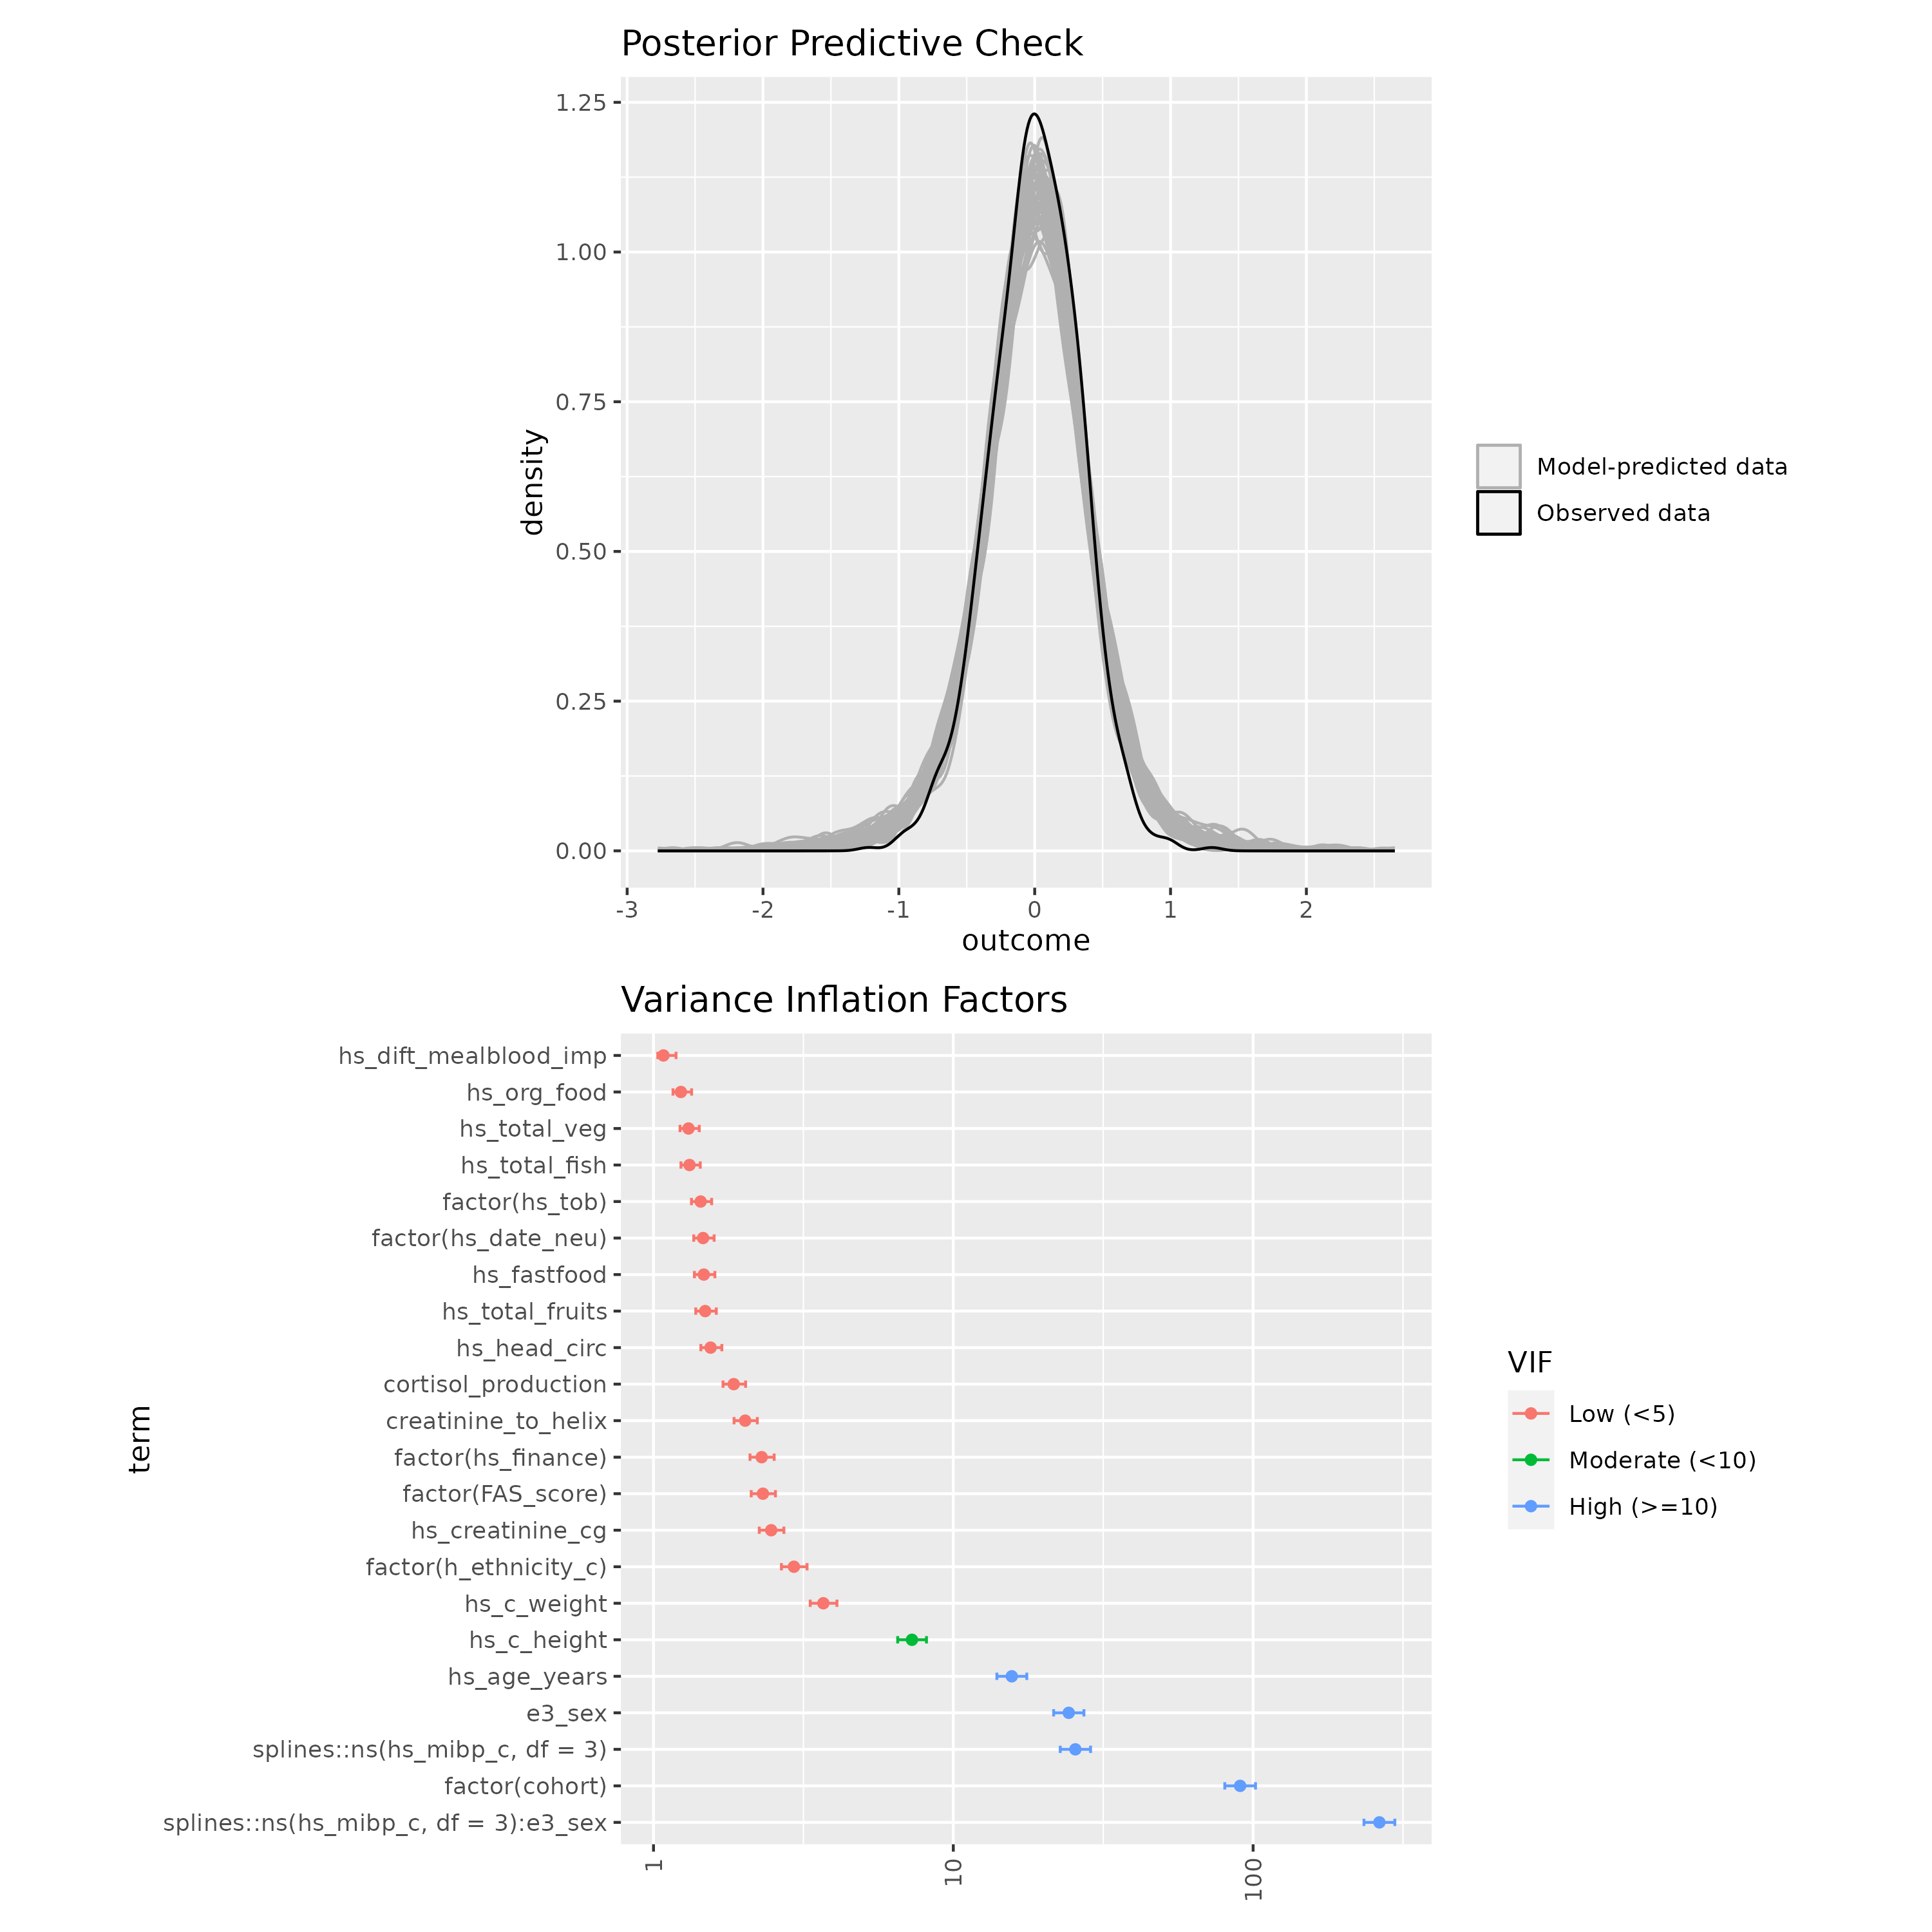 Posterior Predictive Check
1.25
1.00
0.75
0.50
0.25
0.00
density
-3 -2 -1 0 1 2
outcome
Model-predicted data
Observed data
Variance Inflation Factors
term
hs_dift_mealblood_imp
hs_org_food
hs_total_veg
hs_total_fish
factor(hs_tob)
factor(hs_date_neu)
hs_fastfood
hs_total_fruits
hs_head_circ
cortisol_production
creatinine_to_helix
factor(hs_finance)
factor(FAS_score)
hs_creatinine_cg
factor(h_ethnicity_c)
hs_c_weight
hs_c_height
hs_age_years
e3_sex
splines::ns(hs_mibp_c, df = 3)
factor(cohort)
splines::ns(hs_mibp_c, df = 3):e3_sex
1 10 100
VIF
Low (<5)
Moderate (<10)
High (>=10)